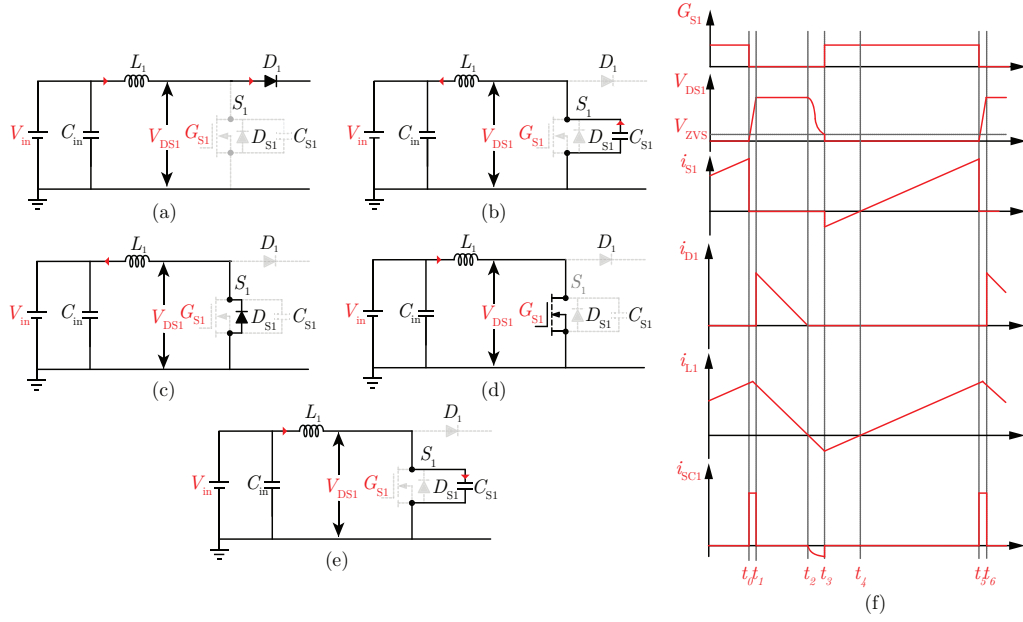 L1
D1
S1
Vin
Cin
VDS1
GS1
DS1
CS1
(a)
L1
D1
S1
Vin
Cin
VDS1
GS1
DS1
CS1
(b)
L1
D1
S1
Vin
Cin
VDS1
GS1
DS1
CS1
(c)
L1
D1
S1
Vin
Cin
VDS1
GS1
DS1
CS1
(d)
L1
D1
S1
Vin
Cin
VDS1
GS1
DS1
CS1
(e)
GS1
VDS1
VZVS
iS1
iD1
iL1
iSC1
t0 t1 t2 t3 t4 t5 t6
(f)